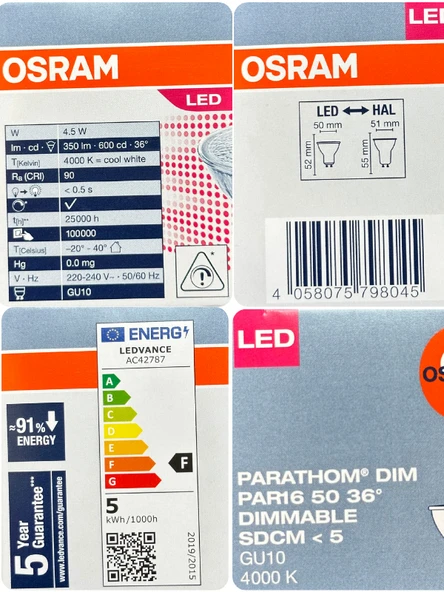 OSRAM
LED
W 4.5 W
lm · cd · 350 lm · 600 cd · 36°
T[Kelvin] 4000 K = cool white
Ra (CRI) 90
< 0.5 s
✓
t[h]** 25000 h
100000
T[Celsius] –20° - 40°
Hg 0.0 mg
V · Hz 220-240 V~ · 50/60 Hz
GU10
LED
OSRAM
LED ↔ HAL
50 mm 51 mm
52 mm 55 mm
4 058075 798045
≈91%
ENERGY
5 Year
Guarantee***
www.ledvance.com/guarantee
ENERG
LEDVANCE
AC42787
A
B
C
D
E
F
G
F
5
kWh/1000h
2019/2015
LED
OS
PARATHOM® DIM
PAR16 50 36°
DIMMABLE
SDCM < 5
GU10
4000 K